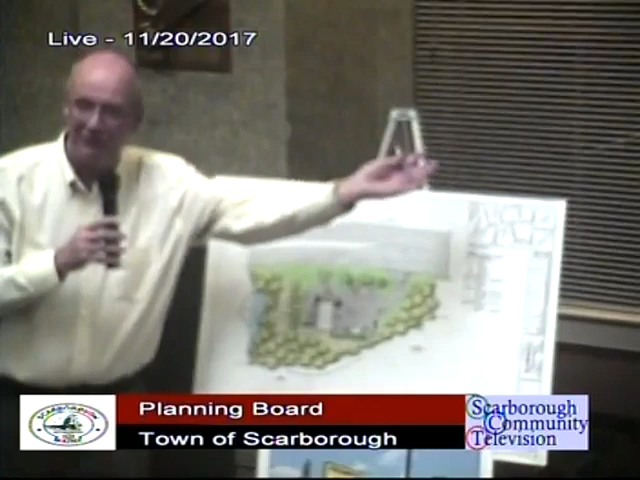 Live - 11/20/2017
Planning Board
Town of Scarborough
Scarborough
Community
Television